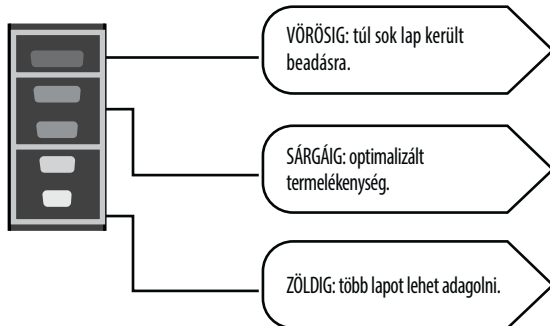 VÖRÖSIG: túl sok lap került
beadásra.
SÁRGÁIG: optimalizált
termelékenység.
ZÖLDIG: több lapot lehet adagolni.